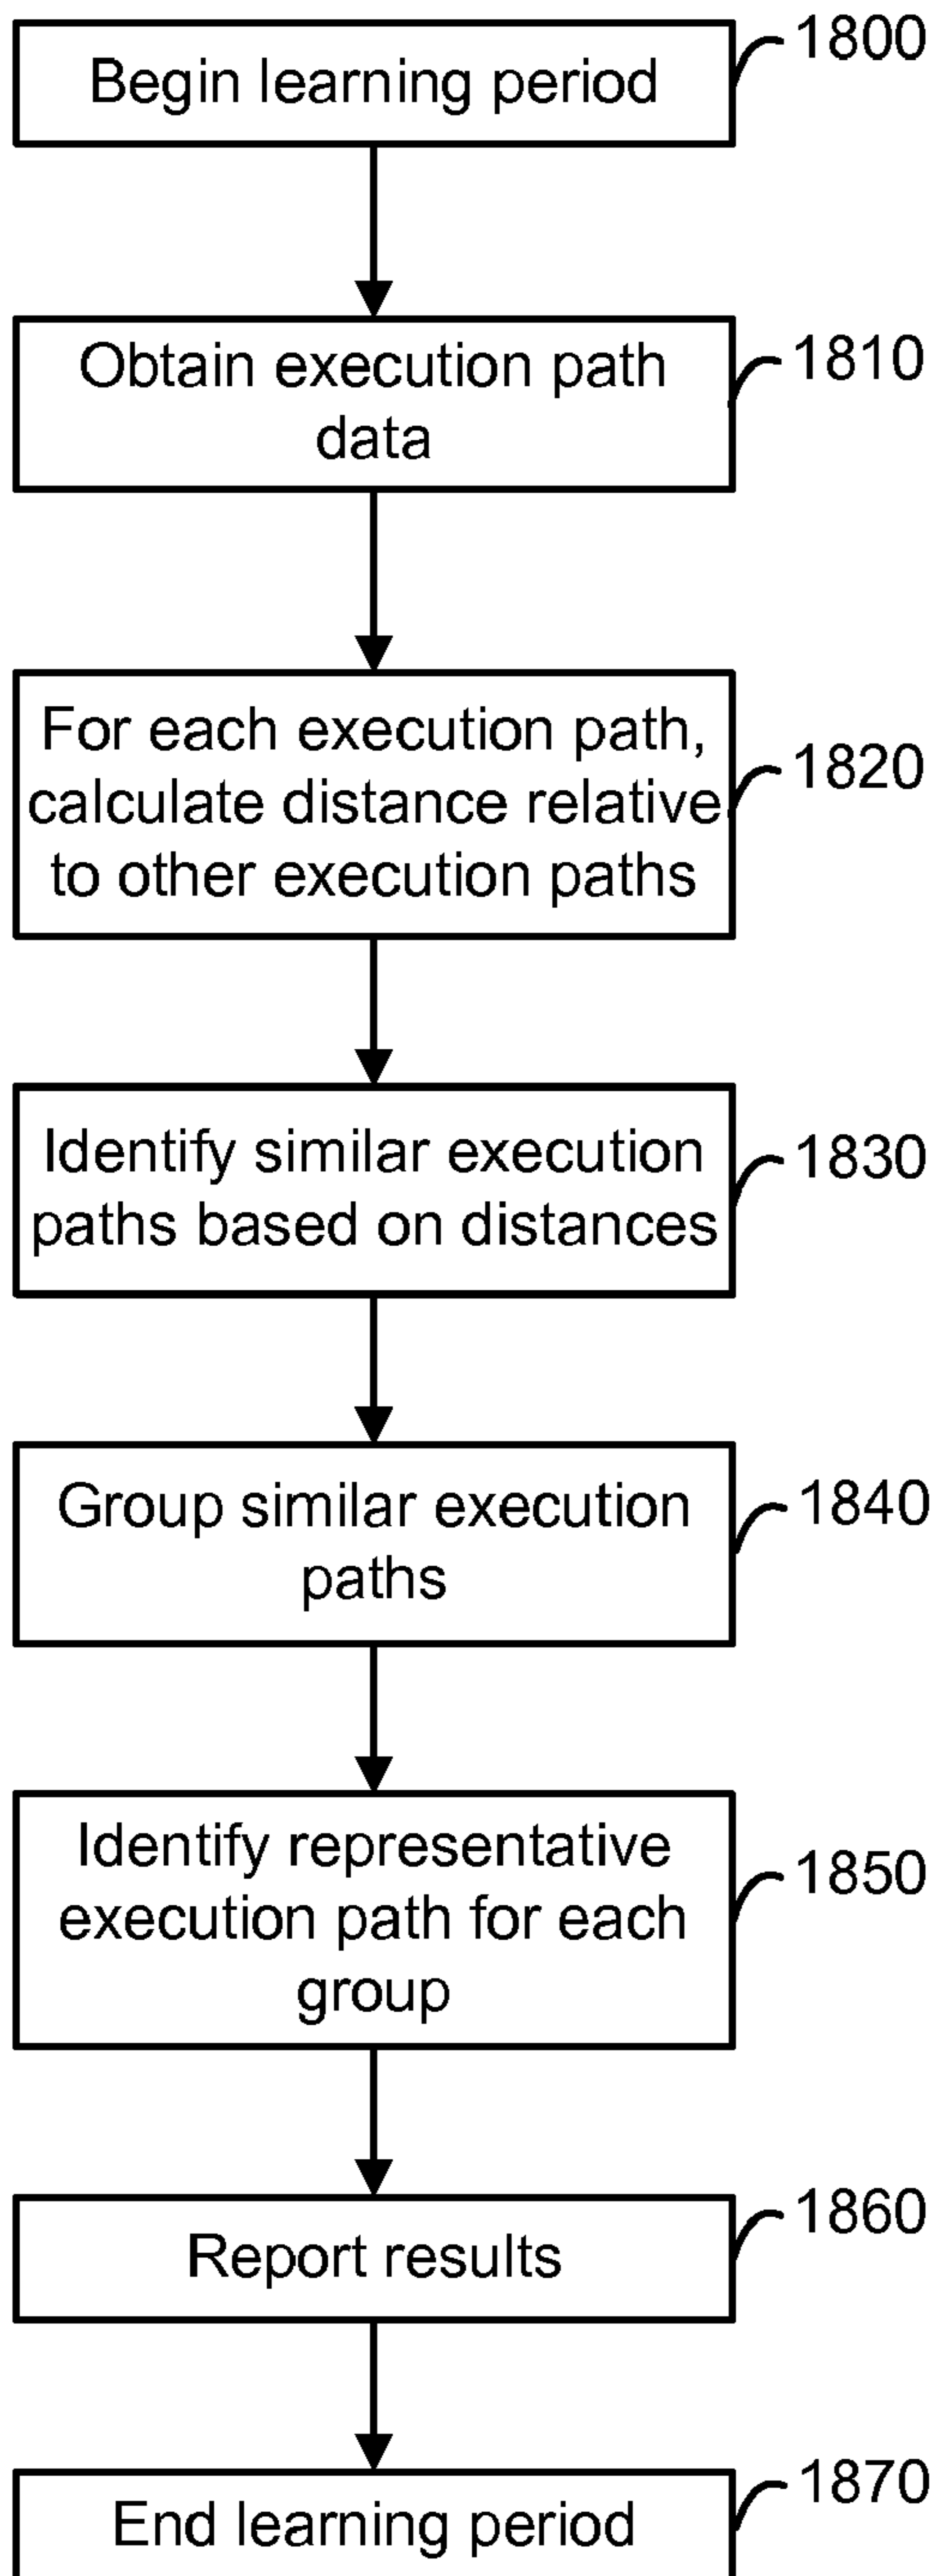 Begin learning period
1800
Obtain execution path
data
1810
For each execution path,
calculate distance relative
to other execution paths
1820
Identify similar execution
paths based on distances
1830
Group similar execution
paths
1840
Identify representative
execution path for each
group
1850
Report results
1860
End learning period
1870